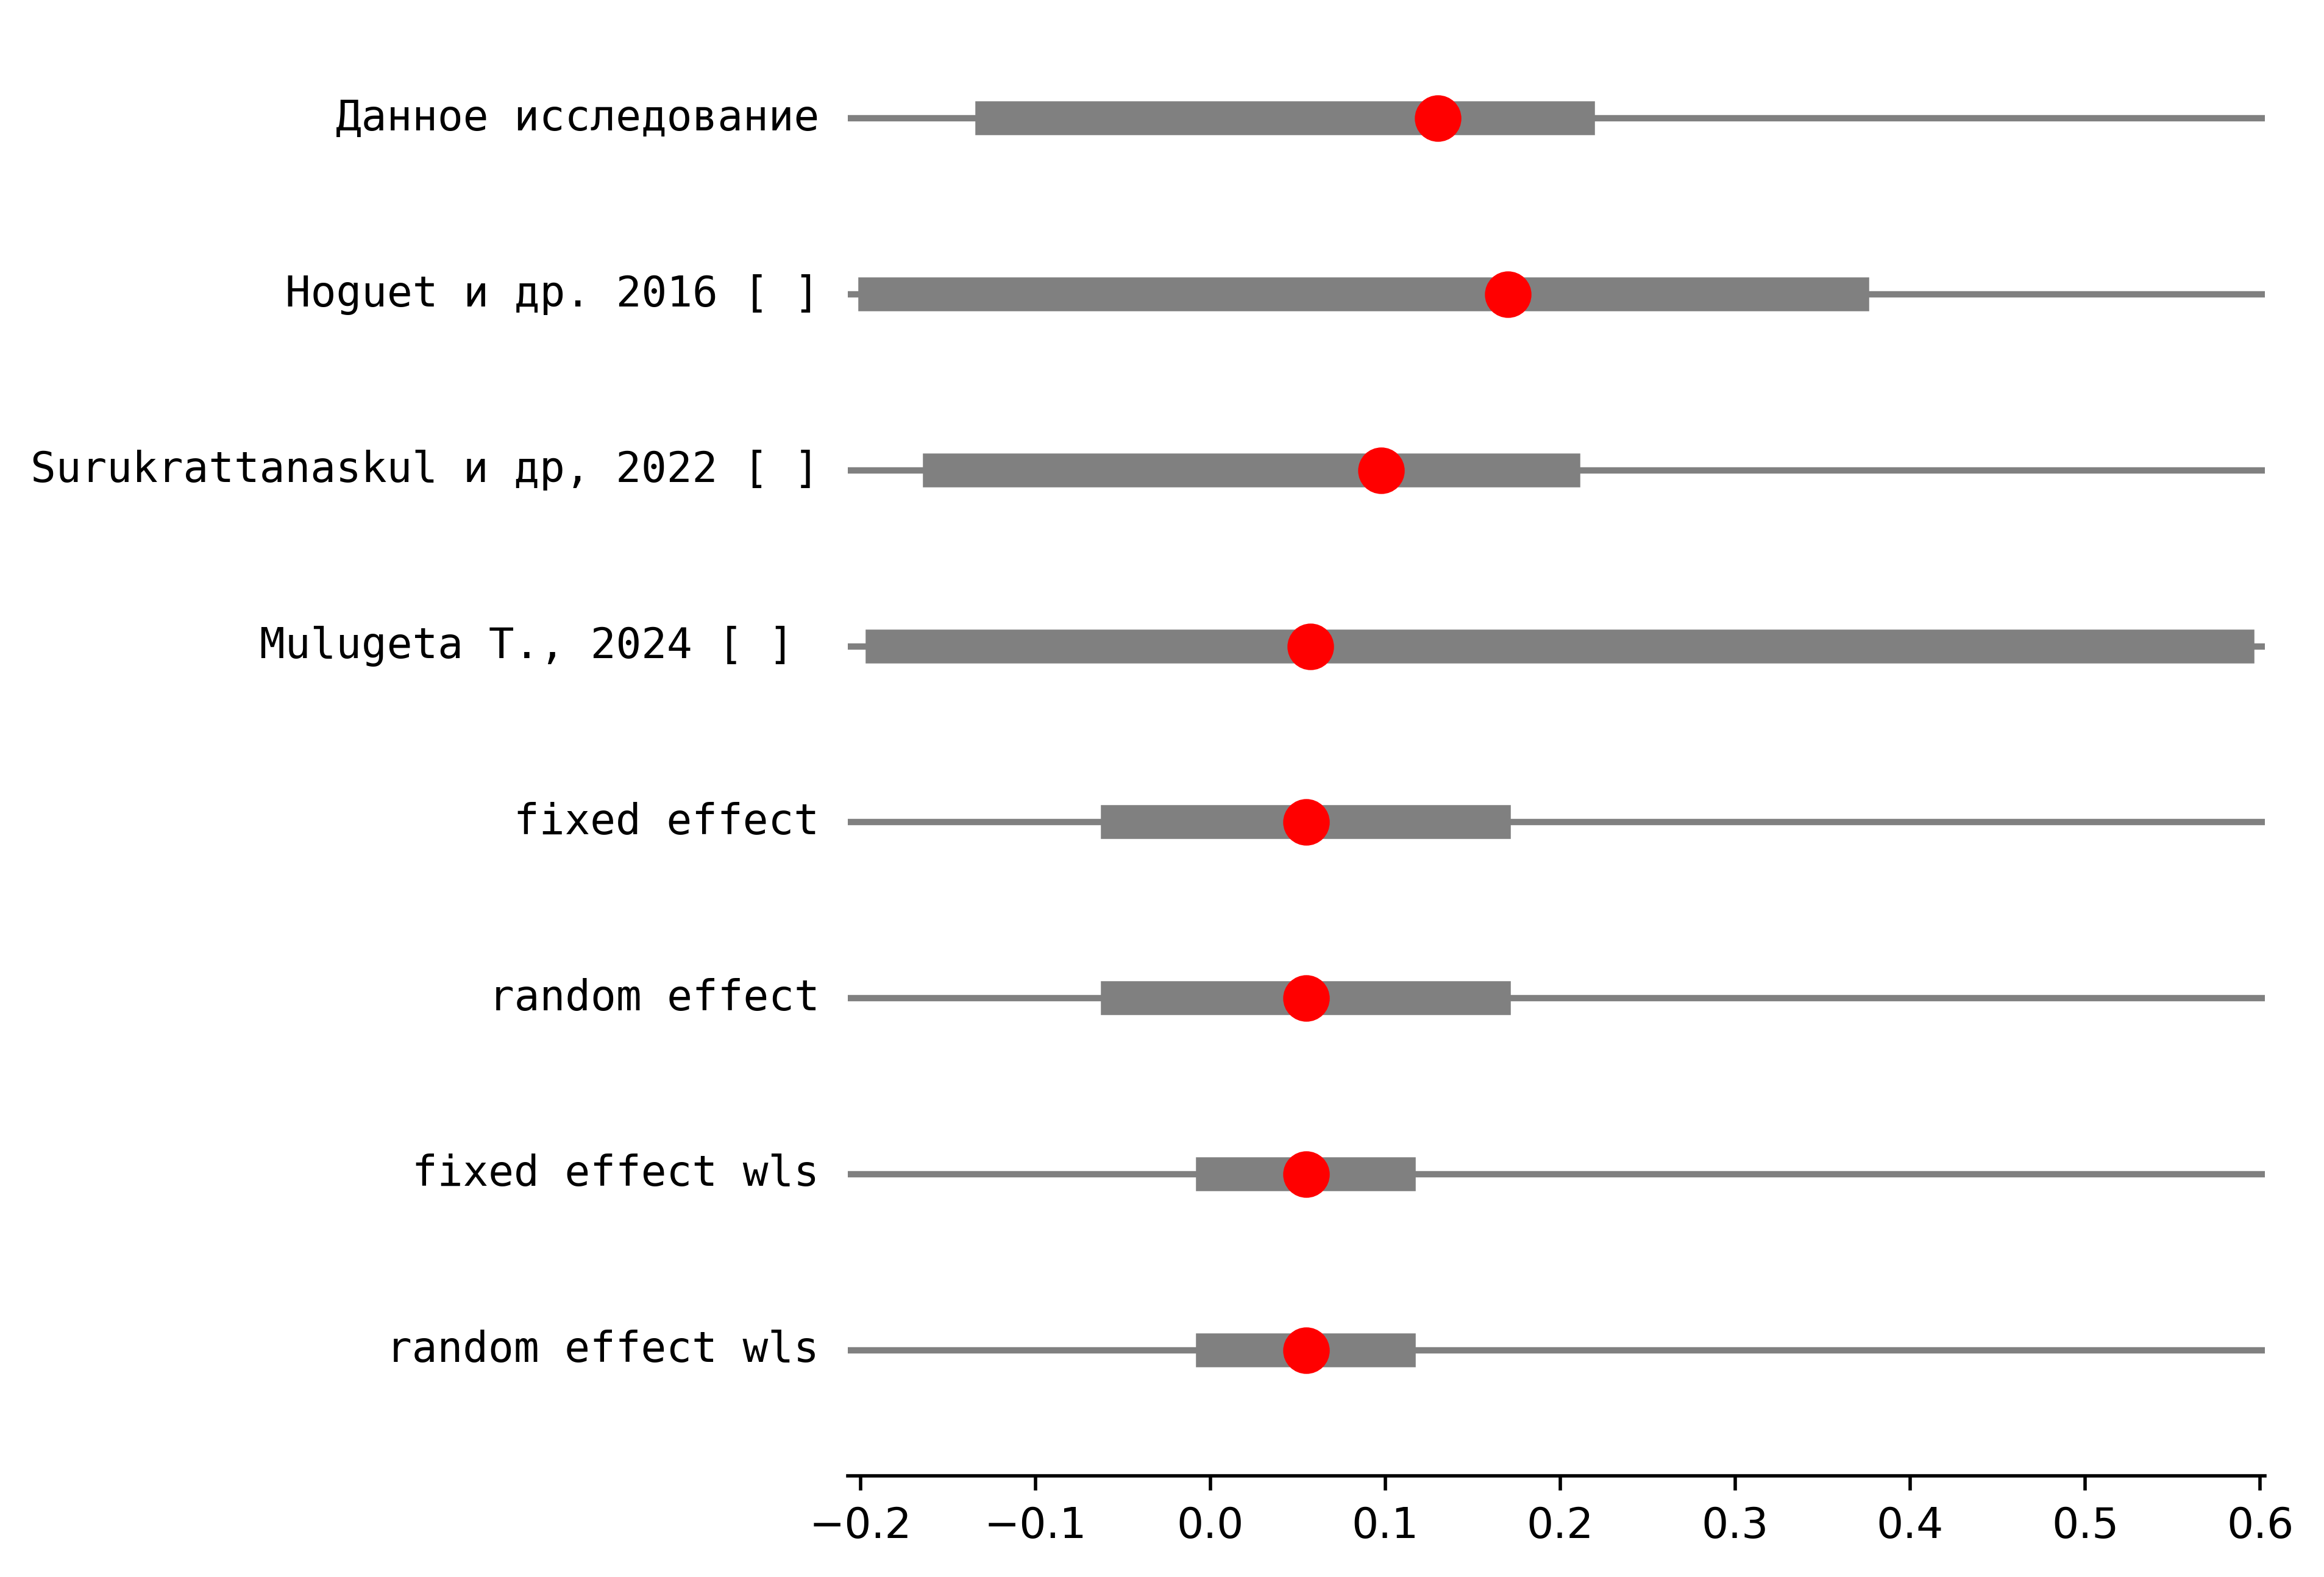 Данное исследование
Hoguet и др. 2016 [ ]
Surukrattanaskul и др, 2022 [ ]
Mulugeta T., 2024 [ ]
fixed effect
random effect
fixed effect wls
random effect wls
−0.2 −0.1 0.0 0.1 0.2 0.3 0.4 0.5 0.6